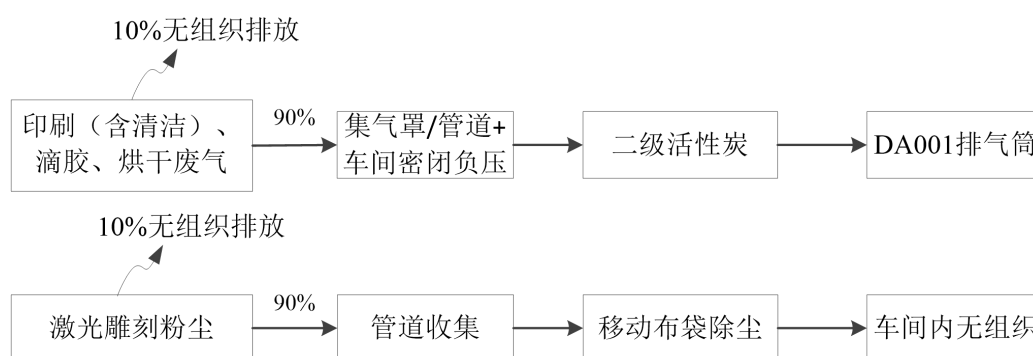 10%无组织排放
印刷（含清洁）、
滴胶、烘干废气
90%
集气罩/管道+
车间密闭负压
二级活性炭
DA001排气筒
10%无组织排放
激光雕刻粉尘
90%
管道收集
移动布袋除尘
车间内无组织